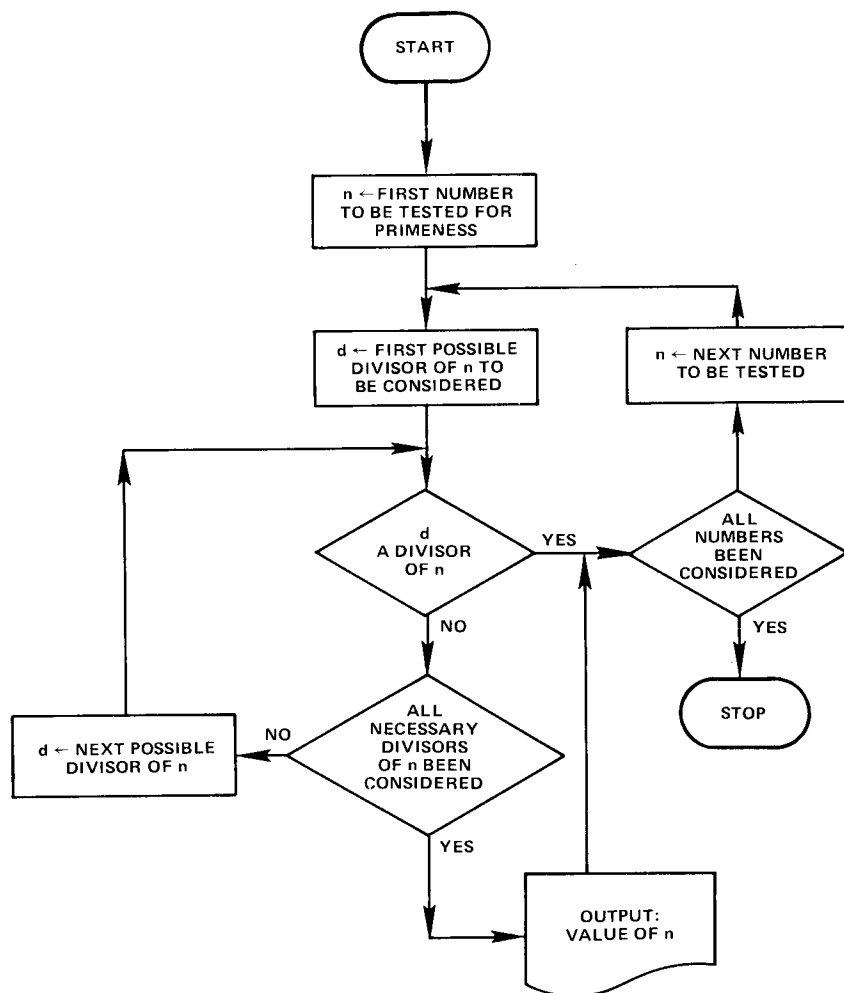 START
n ← FIRST NUMBER
TO BE TESTED FOR
PRIMENESS
d ← FIRST POSSIBLE
DIVISOR OF n TO
BE CONSIDERED
n ← NEXT NUMBER
TO BE TESTED
d
A DIVISOR
OF n
YES
ALL
NUMBERS
BEEN
CONSIDERED
NO
YES
STOP
ALL
NECESSARY
DIVISORS
OF n BEEN
CONSIDERED
NO
d ← NEXT POSSIBLE
DIVISOR OF n
YES
OUTPUT:
VALUE OF n